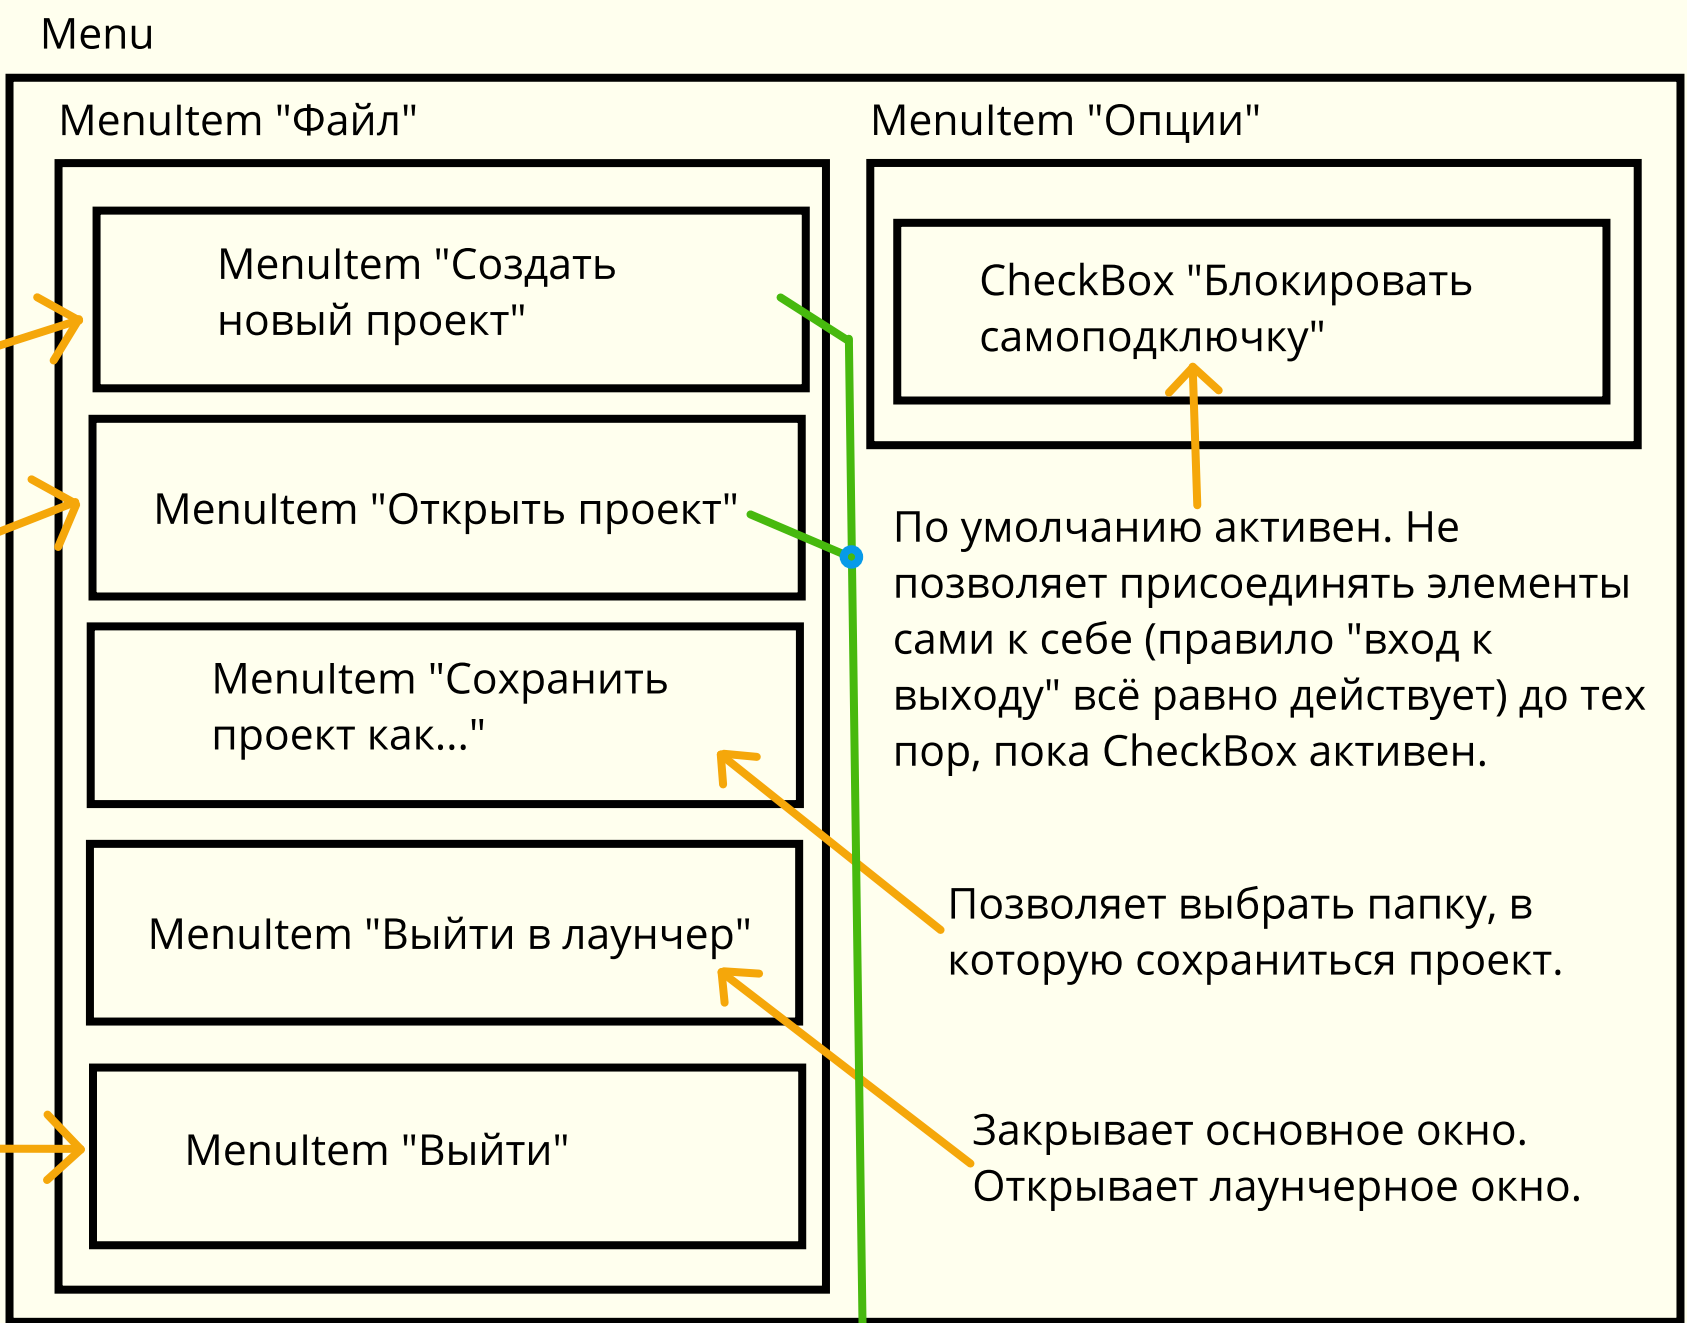 Menu
MenuItem "Файл"
MenuItem "Создать
новый проект"
MenuItem "Открыть проект"
MenuItem "Сохранить
проект как..."
MenuItem "Выйти в лаунчер"
MenuItem "Выйти"
MenuItem "Опции"
CheckBox "Блокировать
самоподключку"
По умолчанию активен. Не
позволяет присоединять элементы
сами к себе (правило "вход к
выходу" всё равно действует) до тех
пор, пока CheckBox активен.
Позволяет выбрать папку, в
которую сохраниться проект.
Закрывает основное окно.
Открывает лаунчерное окно.